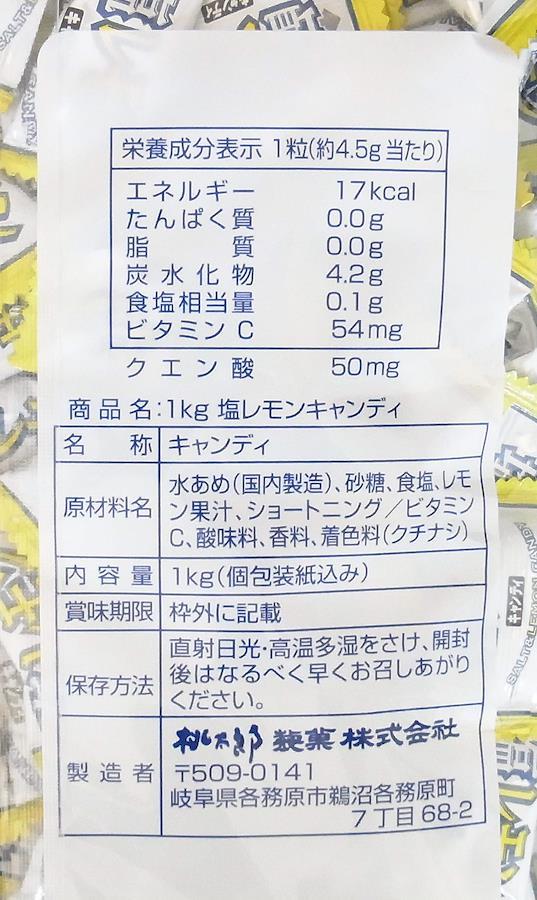 栄養成分表示 1粒(約4.5g当たり)
エネルギー 17kcal
たんぱく質 0.0g
脂質 0.0g
炭水化物 4.2g
食塩相当量 0.1g
ビタミンC 54mg
クエン酸 50mg
商品名:1kg 塩レモンキャンディ
名称 キャンディ
原材料名 水あめ(国内製造)、砂糖、食塩、レモ
ン果汁、ショートニング/ビタミン
C、酸味料、香料、着色料(クチナシ)
内容量 1kg(個包装紙込み)
賞味期限 枠外に記載
保存方法 直射日光・高温多湿をさけ、開封
後はなるべく早くお召しあがり
ください。
製造者 桃太郎製菓株式会社
〒509-0141
岐阜県各務原市鵜沼各務原町
7丁目68-2
キャンディ